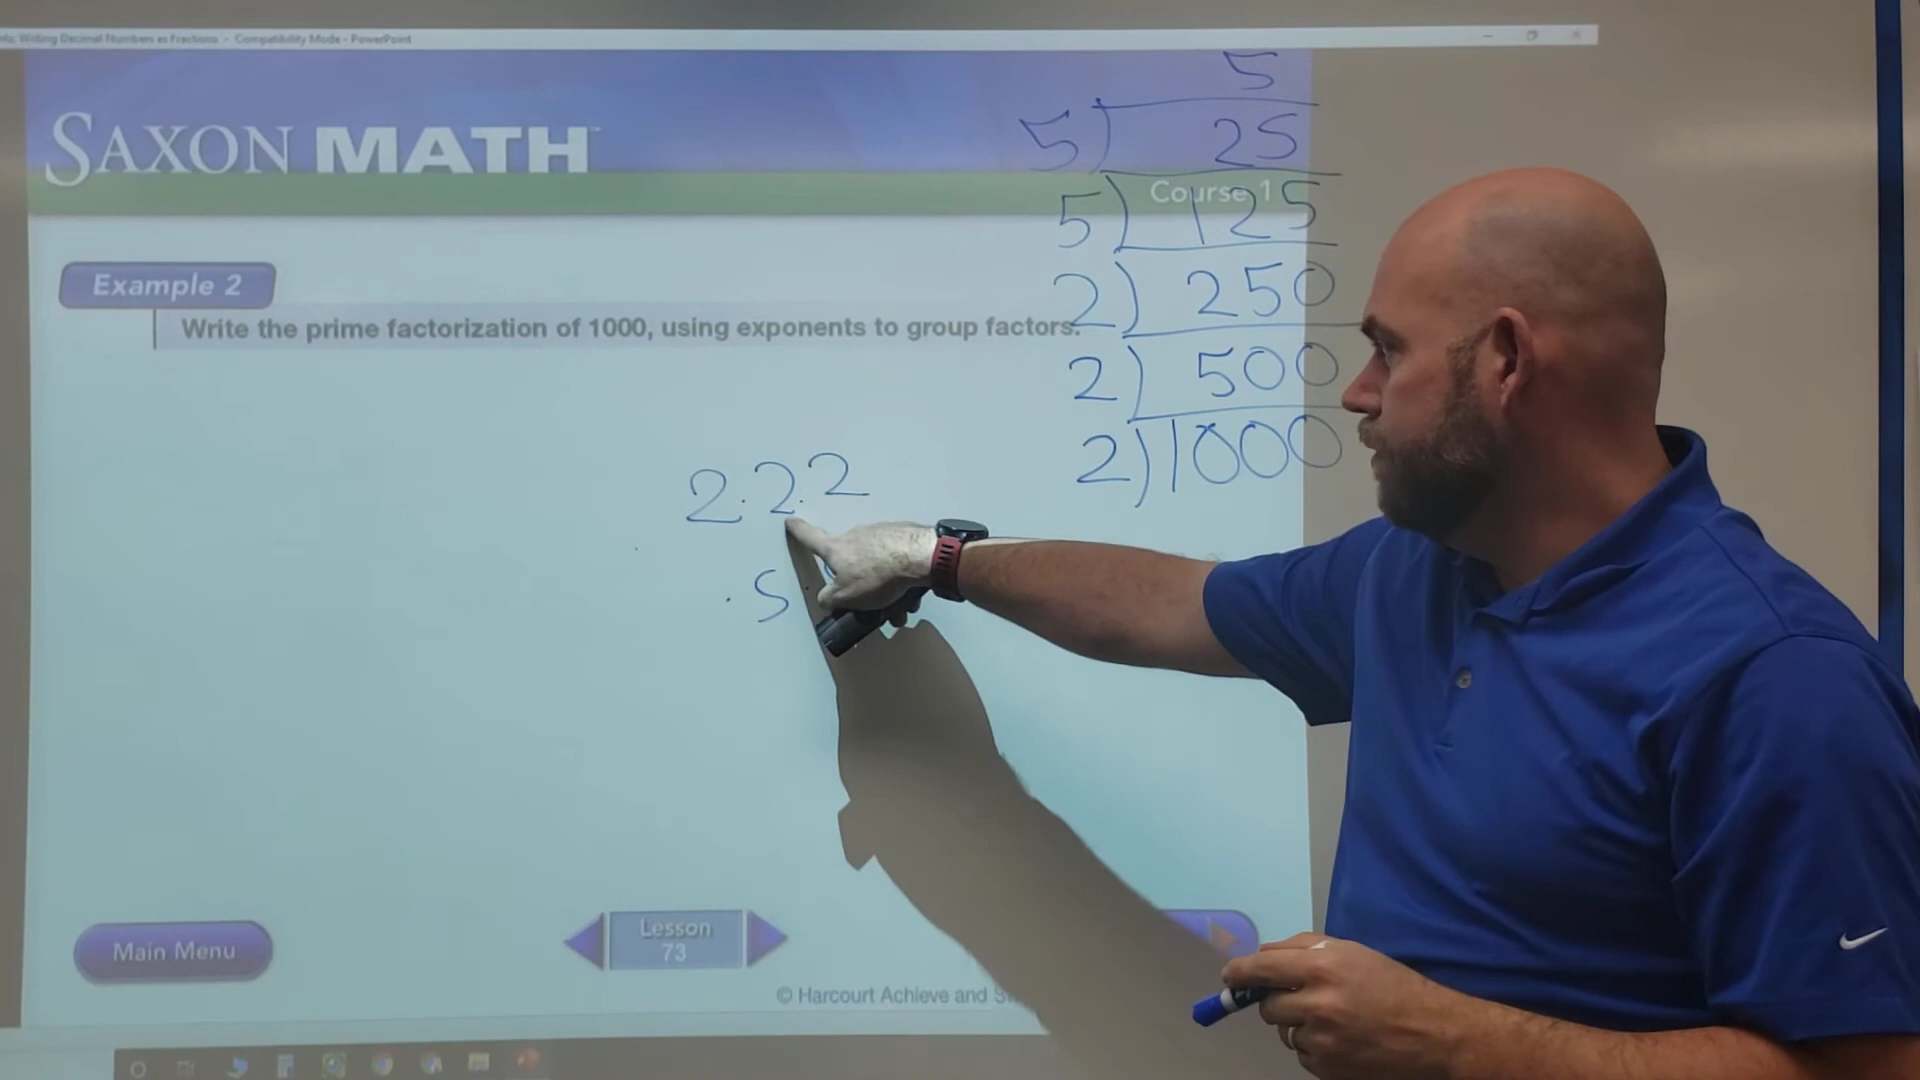 Writing Decimal Numbers as Fractions - Compatibility Mode - PowerPoint
SAXON MATH
Course 1
Example 2
Write the prime factorization of 1000, using exponents to group factors.
5
5) 25
5) 125
2) 250
2) 500
2) 1000
2.2.2
. 5
Main Menu
Lesson
73
© Harcourt Achieve and